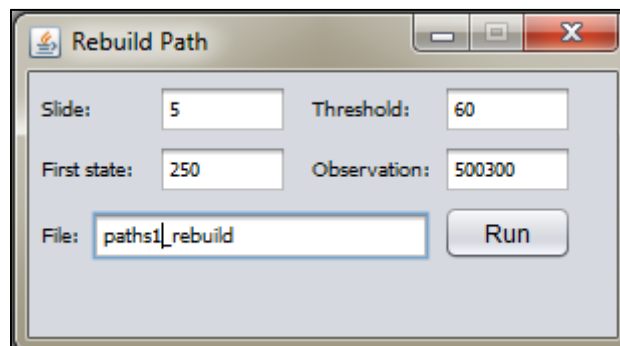 Rebuild Path
Slide: 5 Threshold: 60
First state: 250 Observation: 500300
File: paths1_rebuild Run